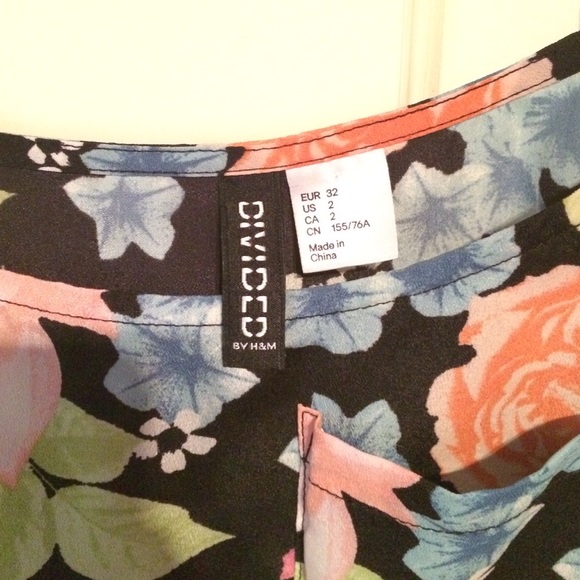 DIVIDED
BY H&M
EUR 32
US 2
CA 2
CN 155/76A
Made in
China